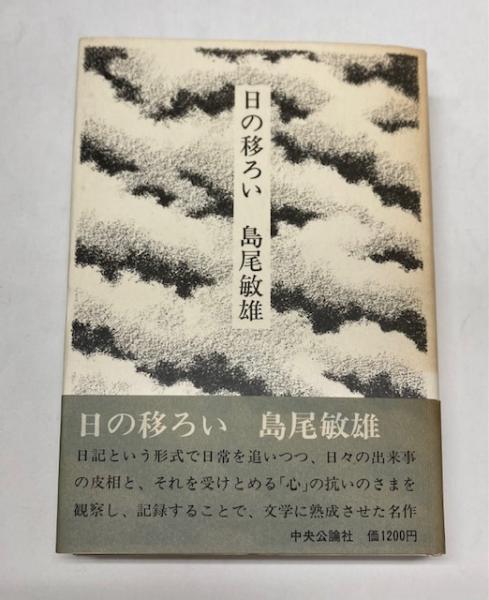 日の移ろい　島尾敏雄
日の移ろい　島尾敏雄
日記という形式で日常を追いつつ、日々の出来事
の皮相と、それを受けとめる「心」の抗いのさまを
観察し、記録することで、文学に熟成させた名作
中央公論社　価1200円